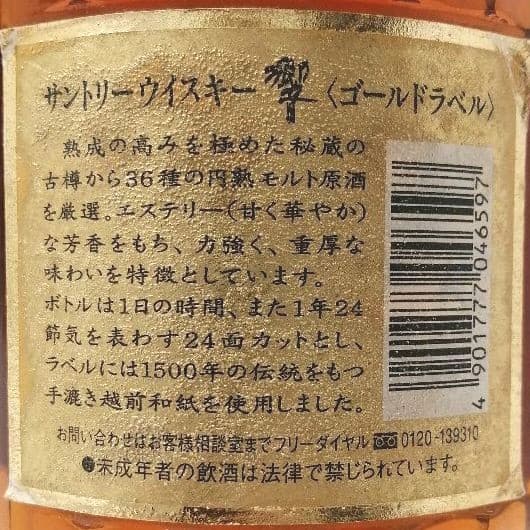 サントリーウイスキー 響 〈ゴールドラベル〉
熟成の高みを極めた秘蔵の
古樽から36種の円熟モルト原酒
を厳選。エステリー(甘く華やか)
な芳香をもち、力強く、重厚な
味わいを特徴としています。
ボトルは1日の時間、また1年24
節気を表わす24面カットとし、
ラベルには1500年の伝統をもつ
手漉き越前和紙を使用しました。
お問い合わせはお客様相談室までフリーダイヤル 0120-139310
●未成年者の飲酒は法律で禁じられています。
4901777046597